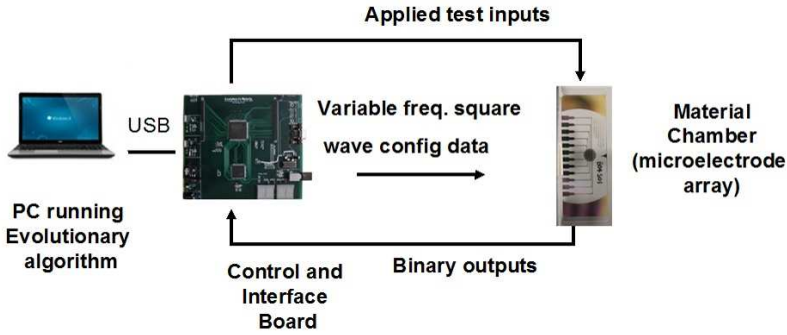 Applied test inputs
USB
Variable freq. square
wave config data
Material
Chamber
(microelectrode
array)
PC running
Evolutionary
algorithm
Control and
Interface
Board
Binary outputs